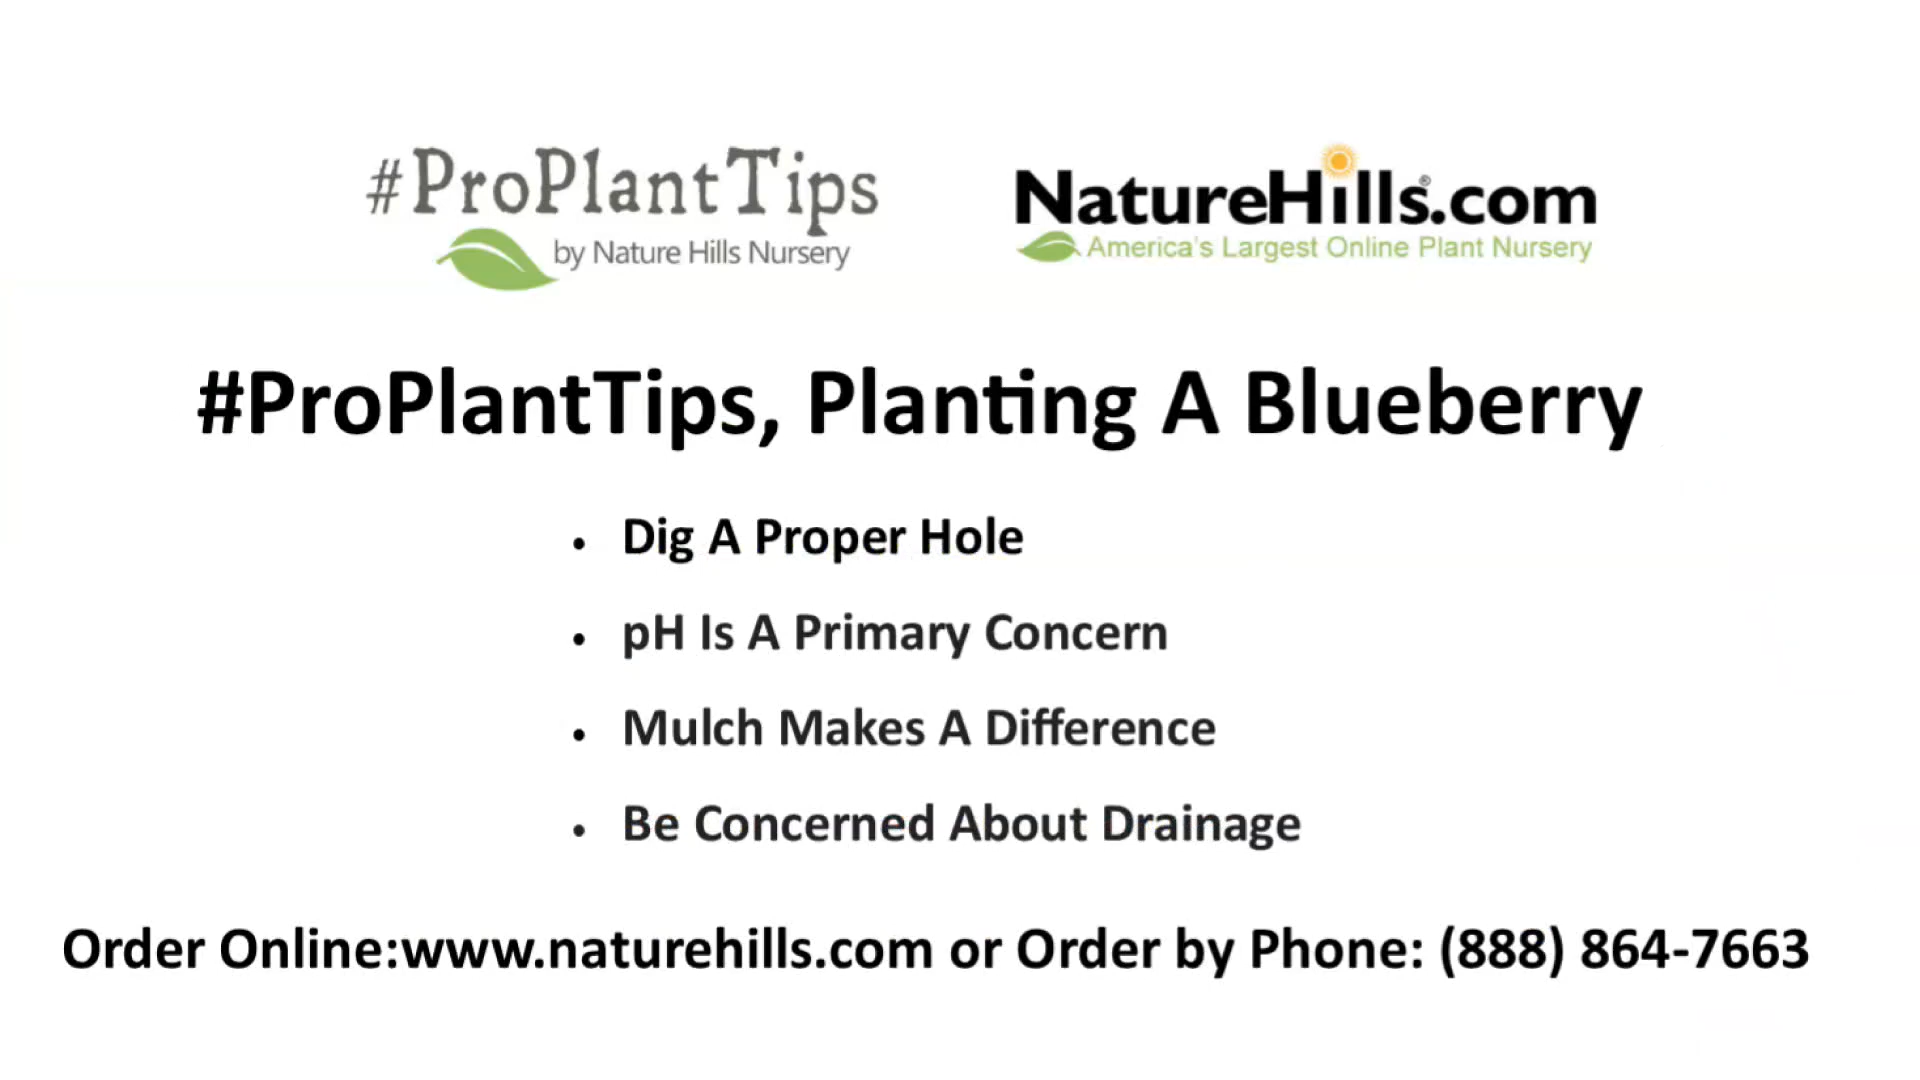 #ProPlantTips
by Nature Hills Nursery
NatureHills®.com
America's Largest Online Plant Nursery
#ProPlantTips, Planting A Blueberry
• Dig A Proper Hole
• pH Is A Primary Concern
• Mulch Makes A Difference
• Be Concerned About Drainage
Order Online:www.naturehills.com or Order by Phone: (888) 864-7663